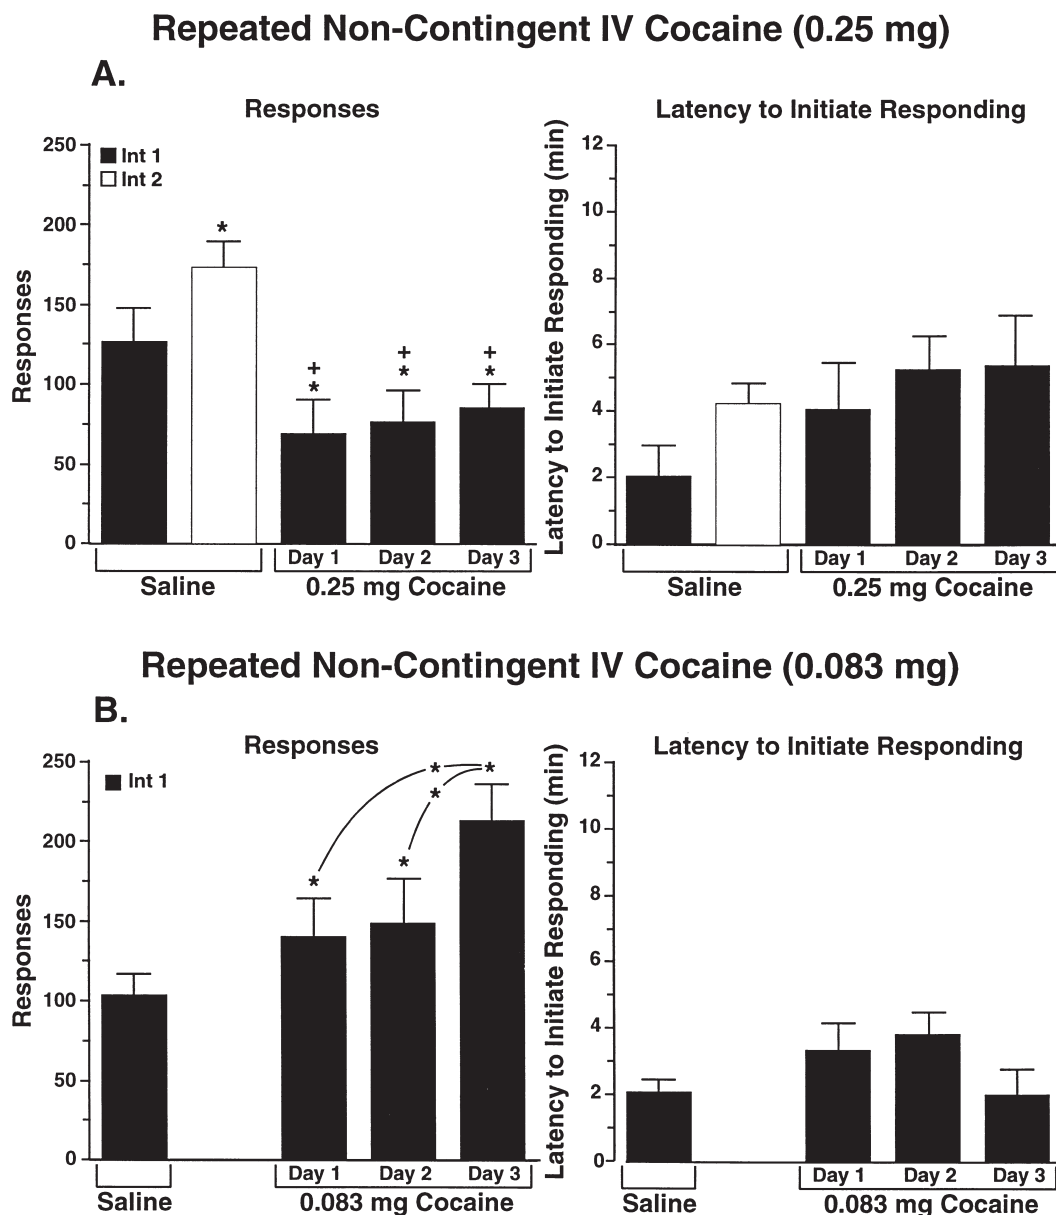 Repeated Non-Contingent IV Cocaine (0.25 mg)
A.
Responses
Responses
250
200
150
100
50
0
Int 1
Int 2
*
+
*
+
*
+
*
Day 1 Day 2 Day 3
Saline 0.25 mg Cocaine
Latency to Initiate Responding
Latency to Initiate Responding (min)
12
10
8
6
4
2
0
Day 1 Day 2 Day 3
Saline 0.25 mg Cocaine
Repeated Non-Contingent IV Cocaine (0.083 mg)
B.
Responses
Responses
250
200
150
100
50
0
Int 1
* *
*
*
*
Day 1 Day 2 Day 3
Saline 0.083 mg Cocaine
Latency to Initiate Responding
Latency to Initiate Responding (min)
12
10
8
6
4
2
0
Day 1 Day 2 Day 3
Saline 0.083 mg Cocaine